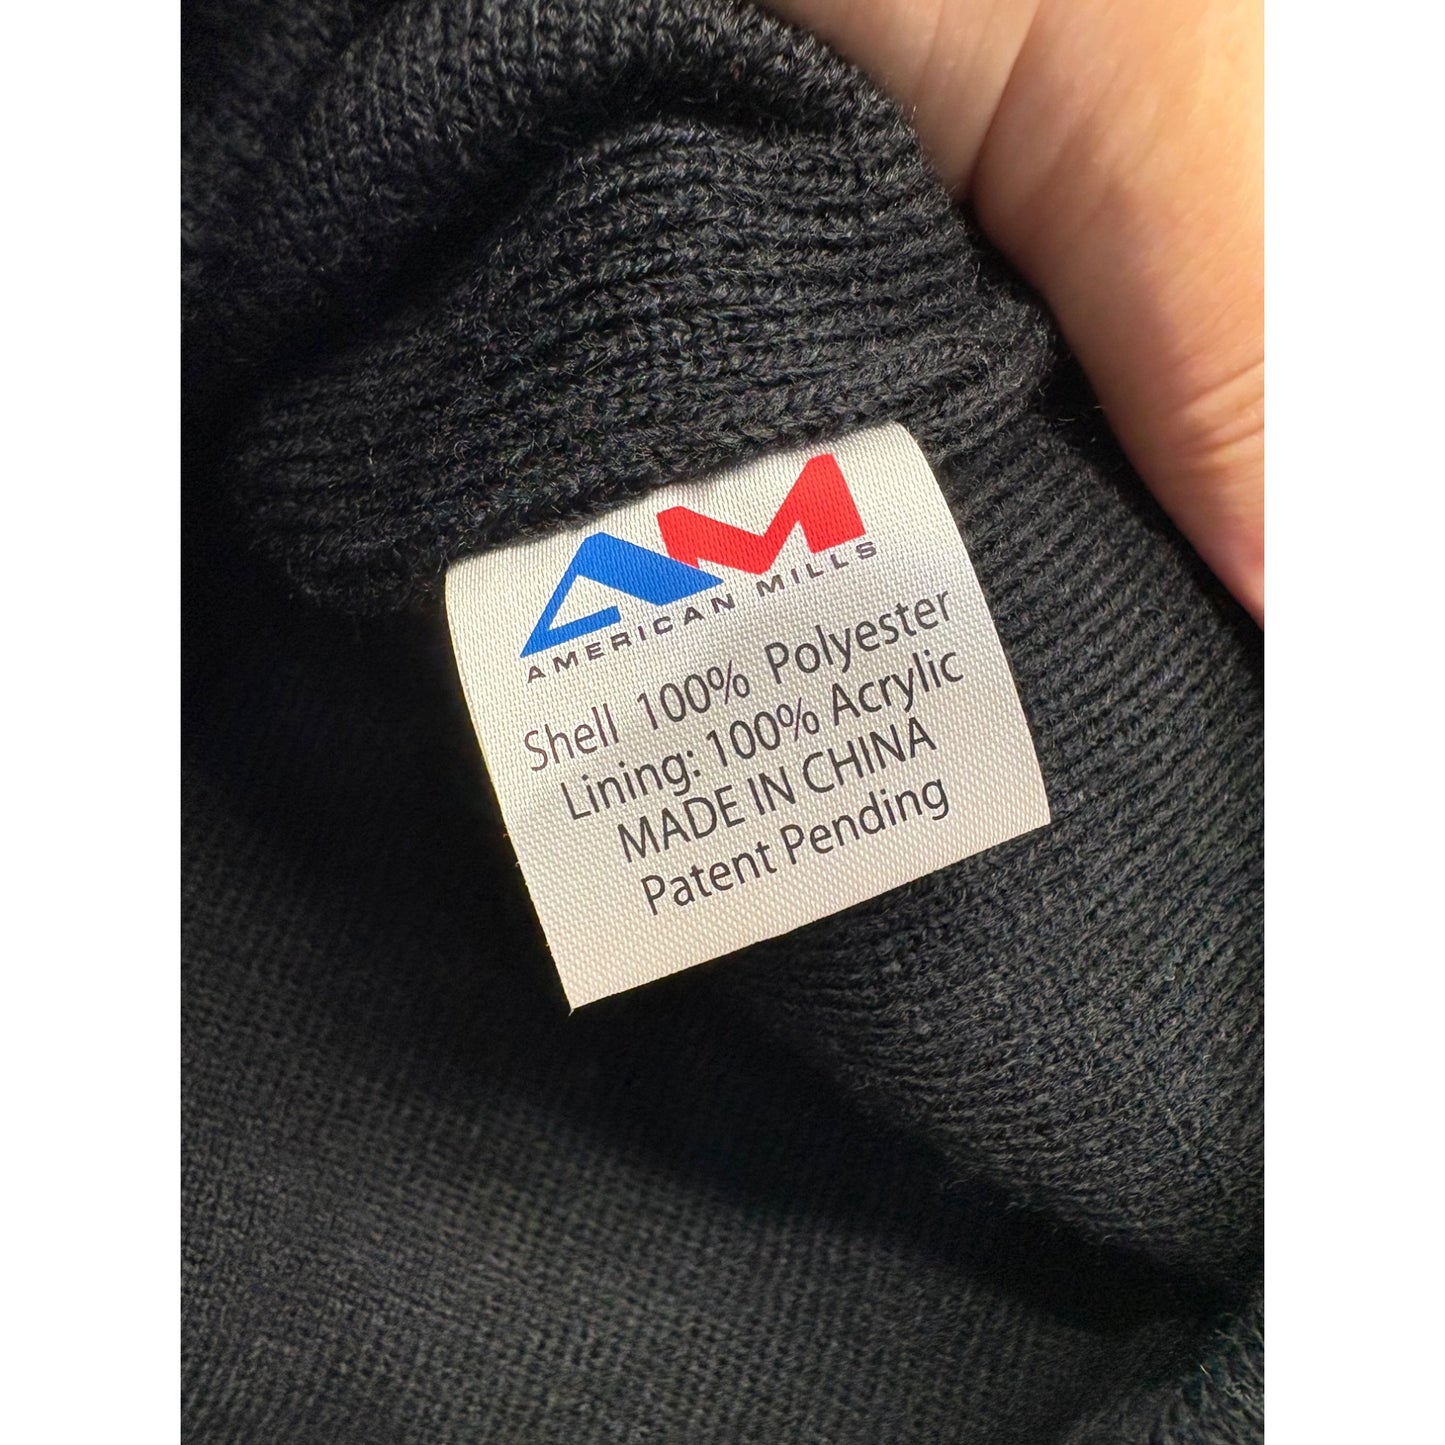 AM
AMERICAN MILLS
Shell 100% Polyester
Lining: 100% Acrylic
MADE IN CHINA
Patent Pending